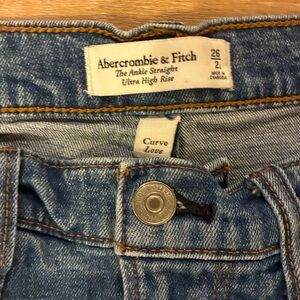 Abercrombie & Fitch
The Ankle Straight
Ultra High Rise
26
2
MADE IN
CAMBODIA
Curve
Love